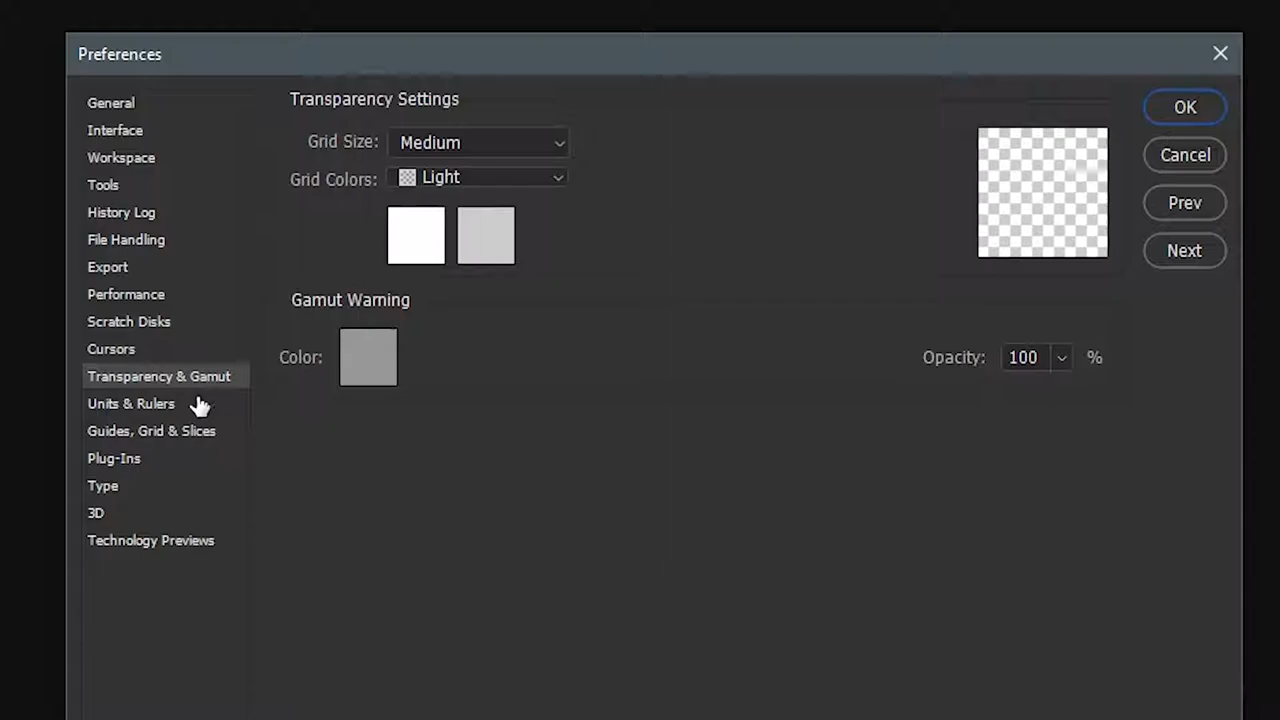 Preferences
General
Interface
Workspace
Tools
History Log
File Handling
Export
Performance
Scratch Disks
Cursors
Transparency & Gamut
Units & Rulers
Guides, Grid & Slices
Plug-Ins
Type
3D
Technology Previews
Transparency Settings
Grid Size: Medium
Grid Colors: Light
Gamut Warning
Color:
Opacity: 100 %
OK
Cancel
Prev
Next